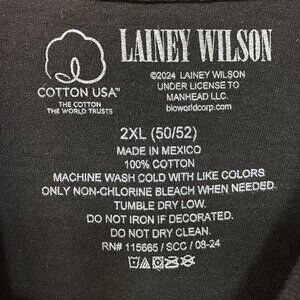 LAINEY WILSON
©2024 LAINEY WILSON
UNDER LICENSE TO
MANHEAD LLC.
bioworldcorp.com
COTTON USA™
THE COTTON
THE WORLD TRUSTS
2XL (50/52)
MADE IN MEXICO
100% COTTON
MACHINE WASH COLD WITH LIKE COLORS
ONLY NON-CHLORINE BLEACH WHEN NEEDED.
TUMBLE DRY LOW.
DO NOT IRON IF DECORATED.
DO NOT DRY CLEAN.
RN# 115665 / SCC / 08-24